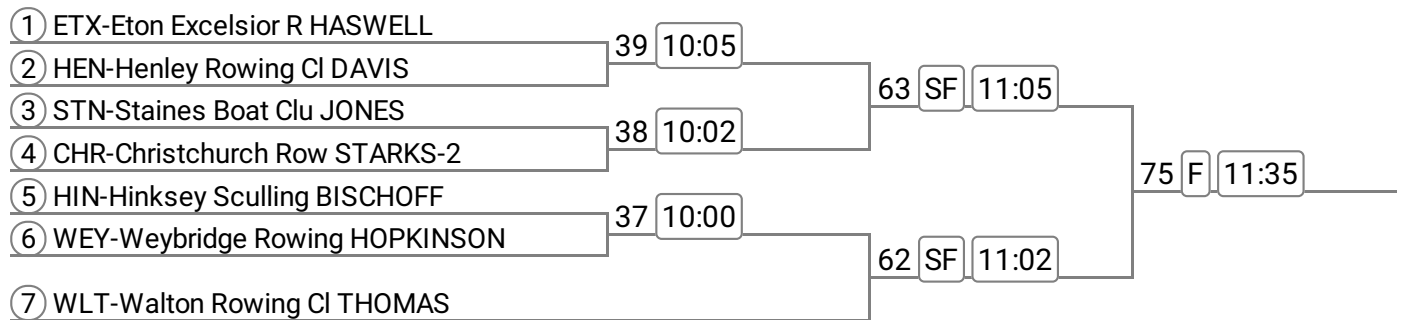 1 ETX-Eton Excelsior R HASWELL
39 10:05
2 HEN-Henley Rowing Cl DAVIS
63 SF 11:05
3 STN-Staines Boat Clu JONES
38 10:02
4 CHR-Christchurch Row STARKS-2
75 F 11:35
5 HIN-Hinksey Sculling BISCHOFF
37 10:00
6 WEY-Weybridge Rowing HOPKINSON
62 SF 11:02
7 WLT-Walton Rowing Cl THOMAS